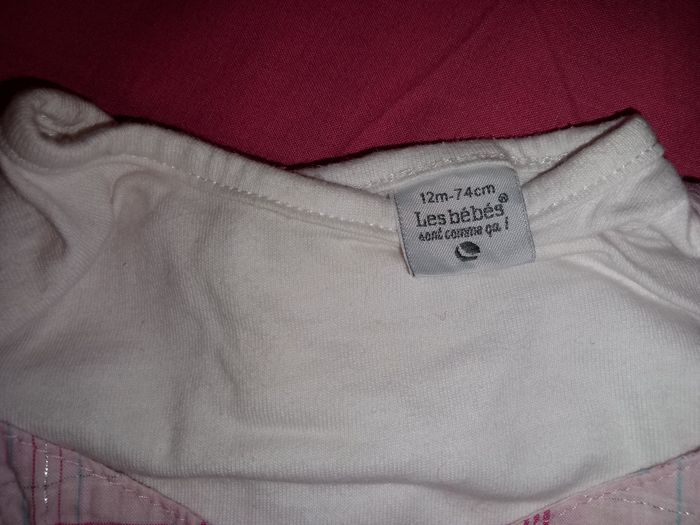 12m-74cm
Les bébés®
sont comme ça !